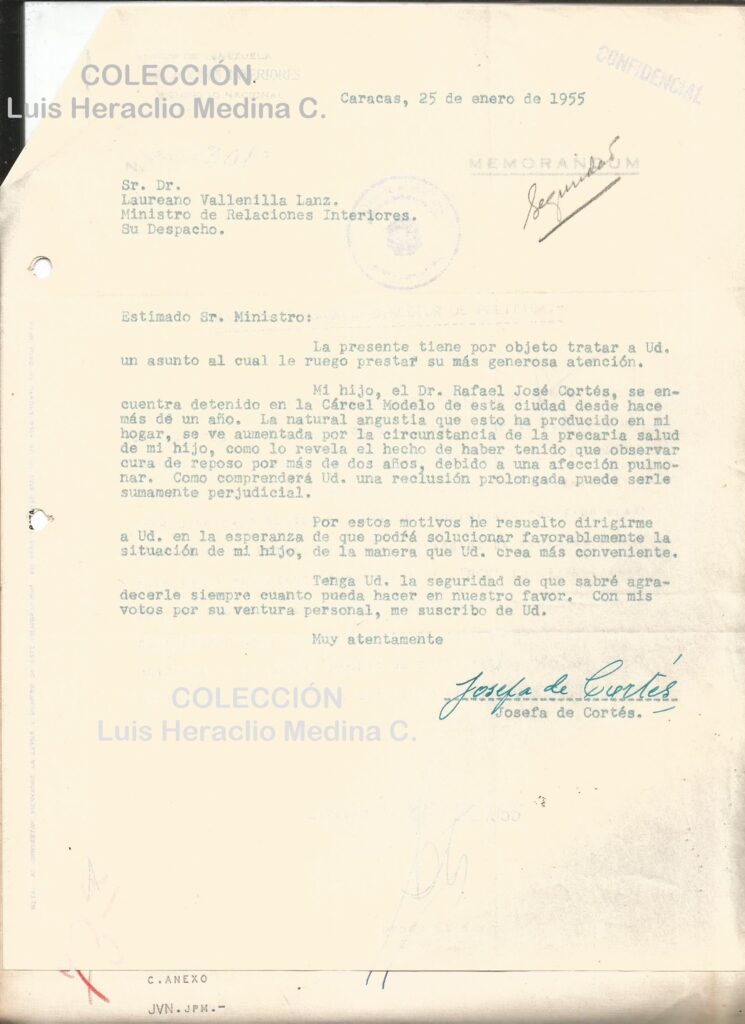 COLECCIÓN
Luis Heraclio Medina C.
CONFIDENCIAL
Caracas, 25 de enero de 1955
MEMORANDUM
Seguridad
Sr. Dr.
Laureano Vallenilla Lanz.
Ministro de Relaciones Interiores.
Su Despacho.
Estimado Sr. Ministro:
La presente tiene por objeto tratar a Ud.
un asunto al cual le ruego prestar su más generosa atención.
Mi hijo, el Dr. Rafael José Cortés, se en-
cuentra detenido en la Cárcel Modelo de esta ciudad desde hace
más de un año. La natural angustia que esto ha producido en mi
hogar, se ve aumentada por la circunstancia de la precaria salud
de mi hijo, como lo revela el hecho de haber tenido que observar
cura de reposo por más de dos años, debido a una afección pulmo-
nar. Como comprenderá Ud. una reclusión prolongada puede serle
sumamente perjudicial.
Por estos motivos he resuelto dirigirme
a Ud. en la esperanza de que podrá solucionar favorablemente la
situación de mi hijo, de la manera que Ud. crea más conveniente.
Tenga Ud. la seguridad de que sabré agra-
decerle siempre cuanto pueda hacer en nuestro favor. Con mis
votos por su ventura personal, me suscribo de Ud.
Muy atentamente
Josefa de Cortés
Josefa de Cortés.
COLECCIÓN
Luis Heraclio Medina C.
C. ANEXO
JVN.JPM.-